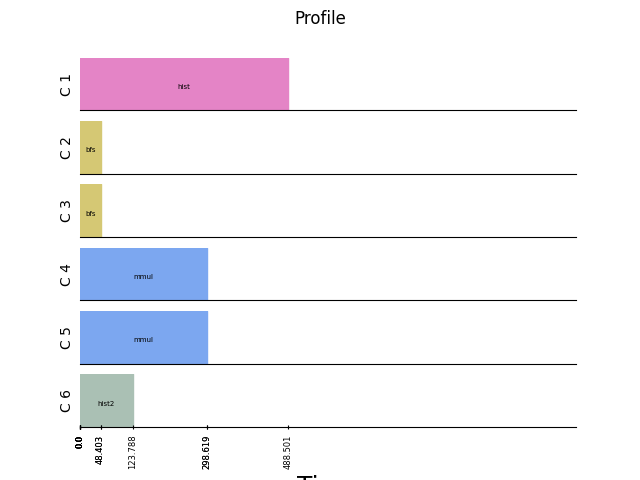 Profile
C 1
hist
C 2
bfs
C 3
bfs
C 4
mmul
C 5
mmul
C 6
hist2
0.0
48.403
123.788
298.619
488.501